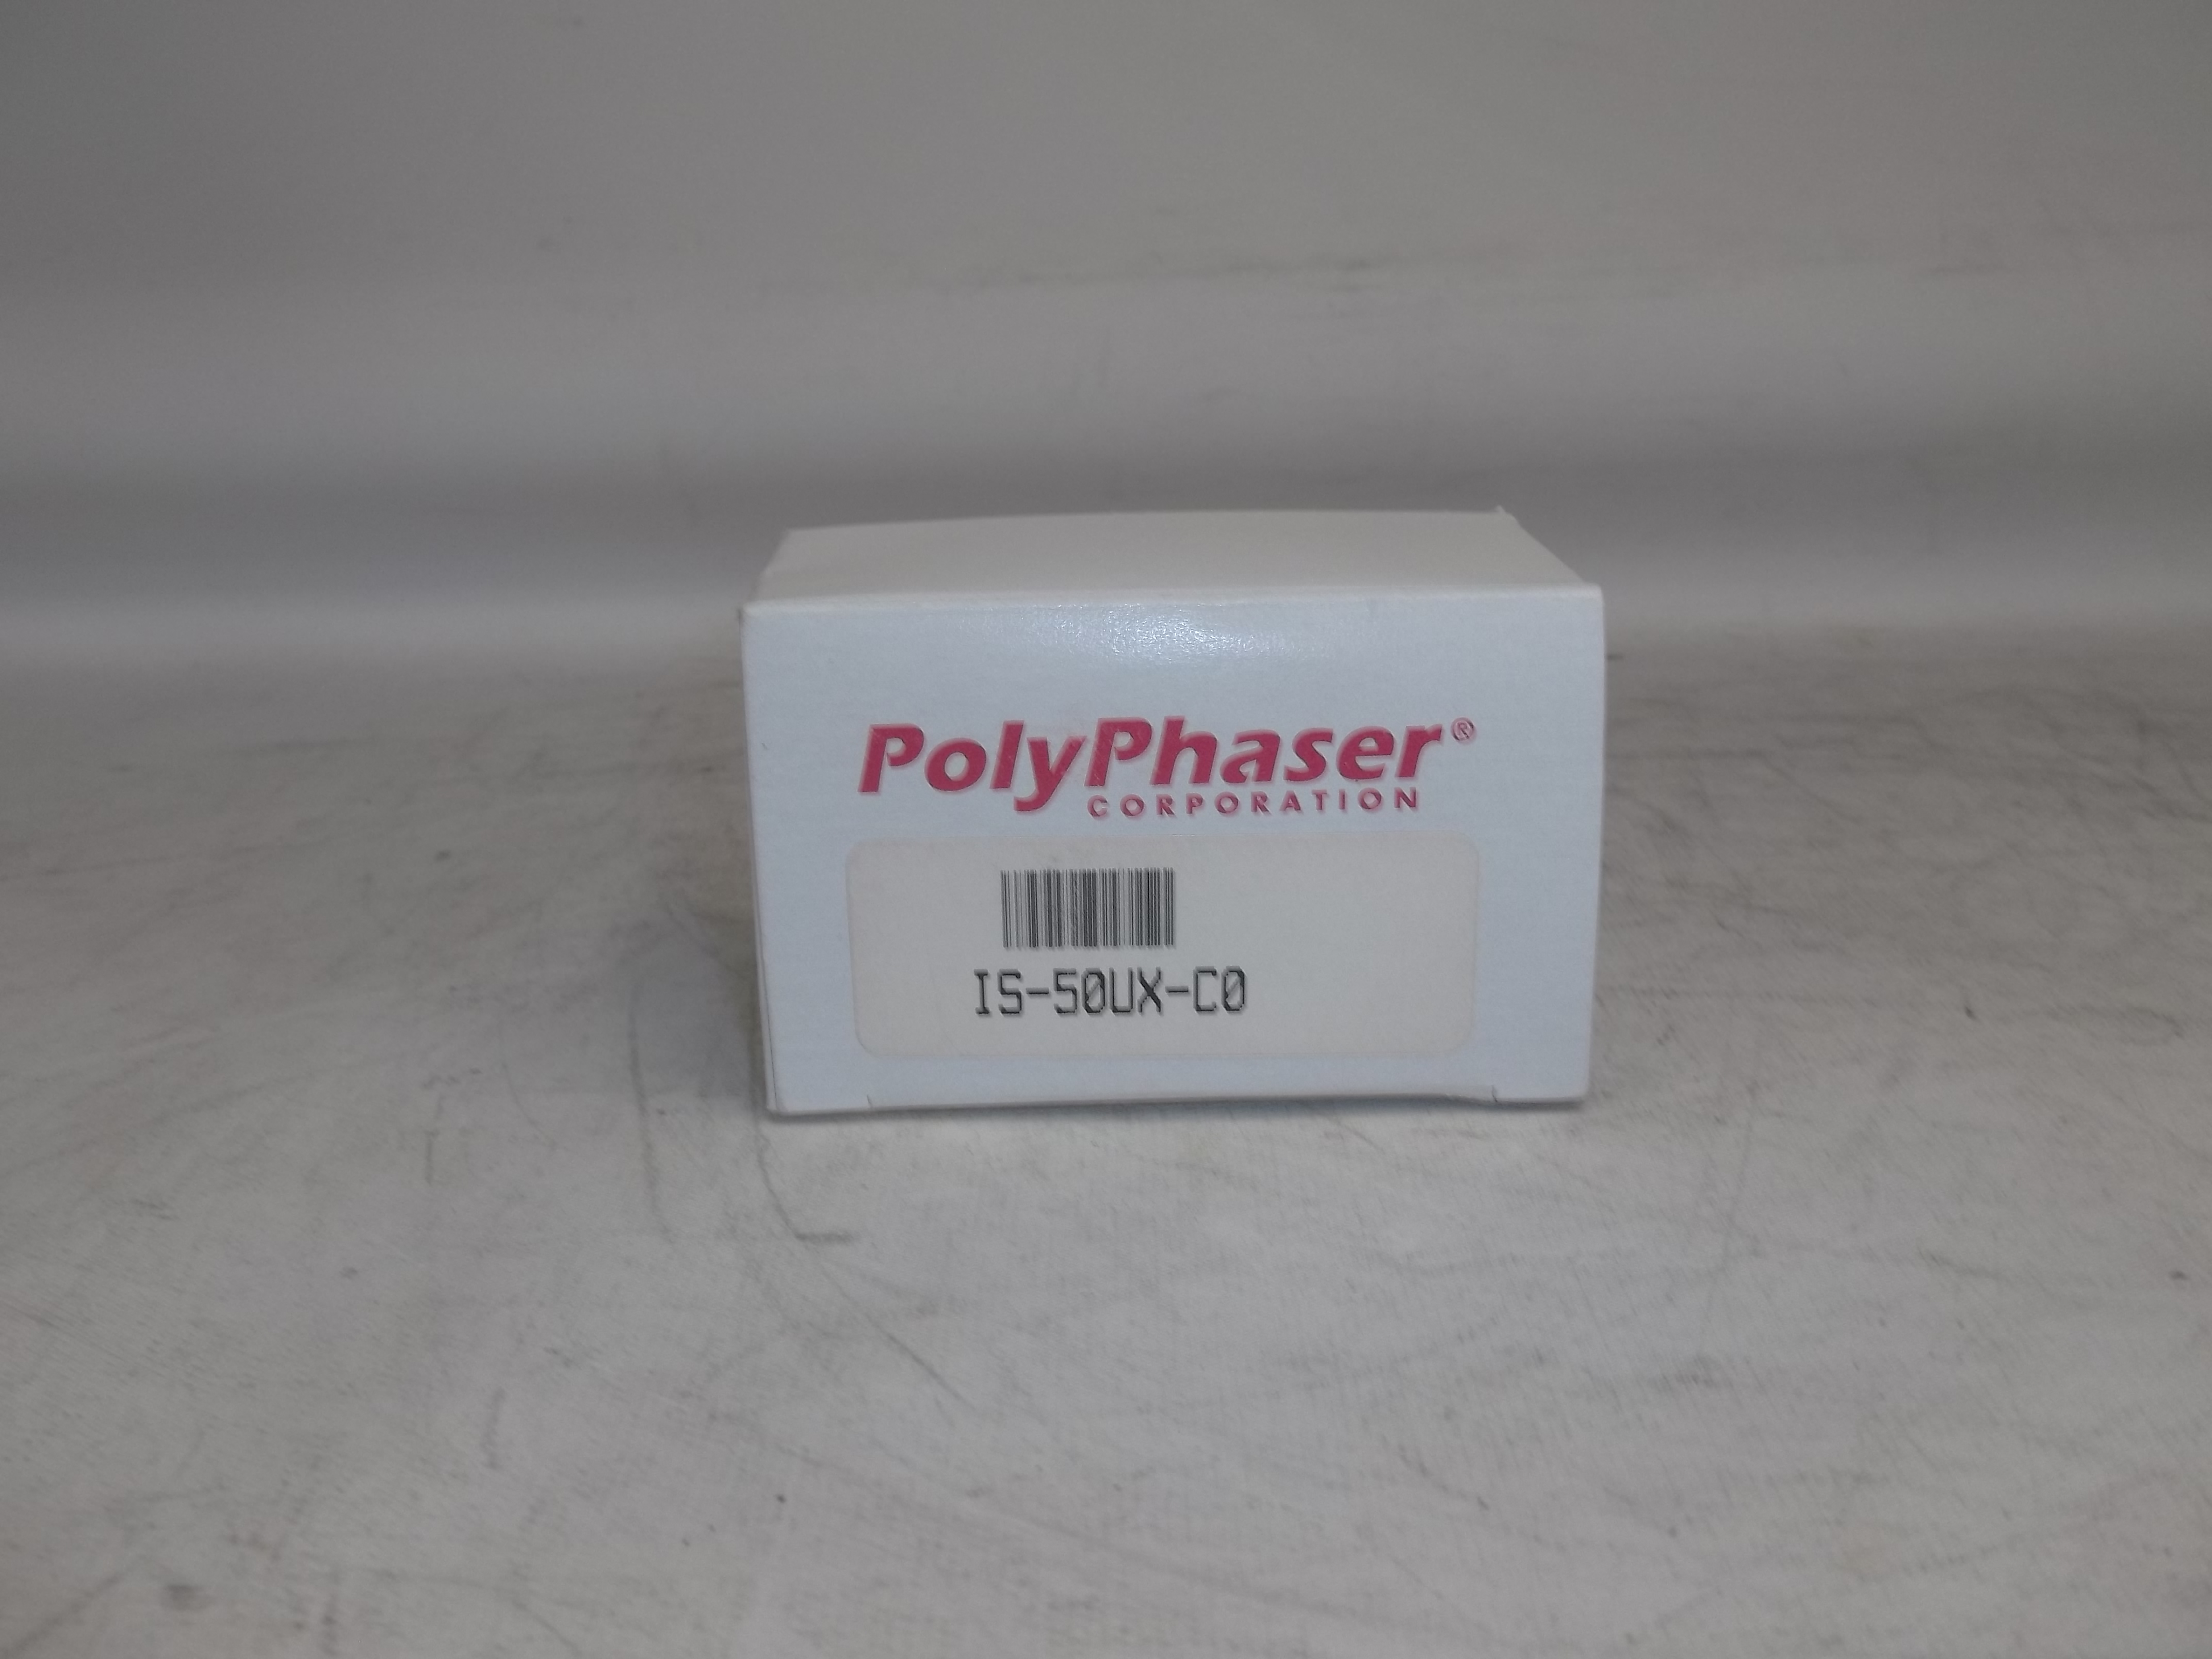 PolyPhaser®
CORPORATION
IS-50UX-C0